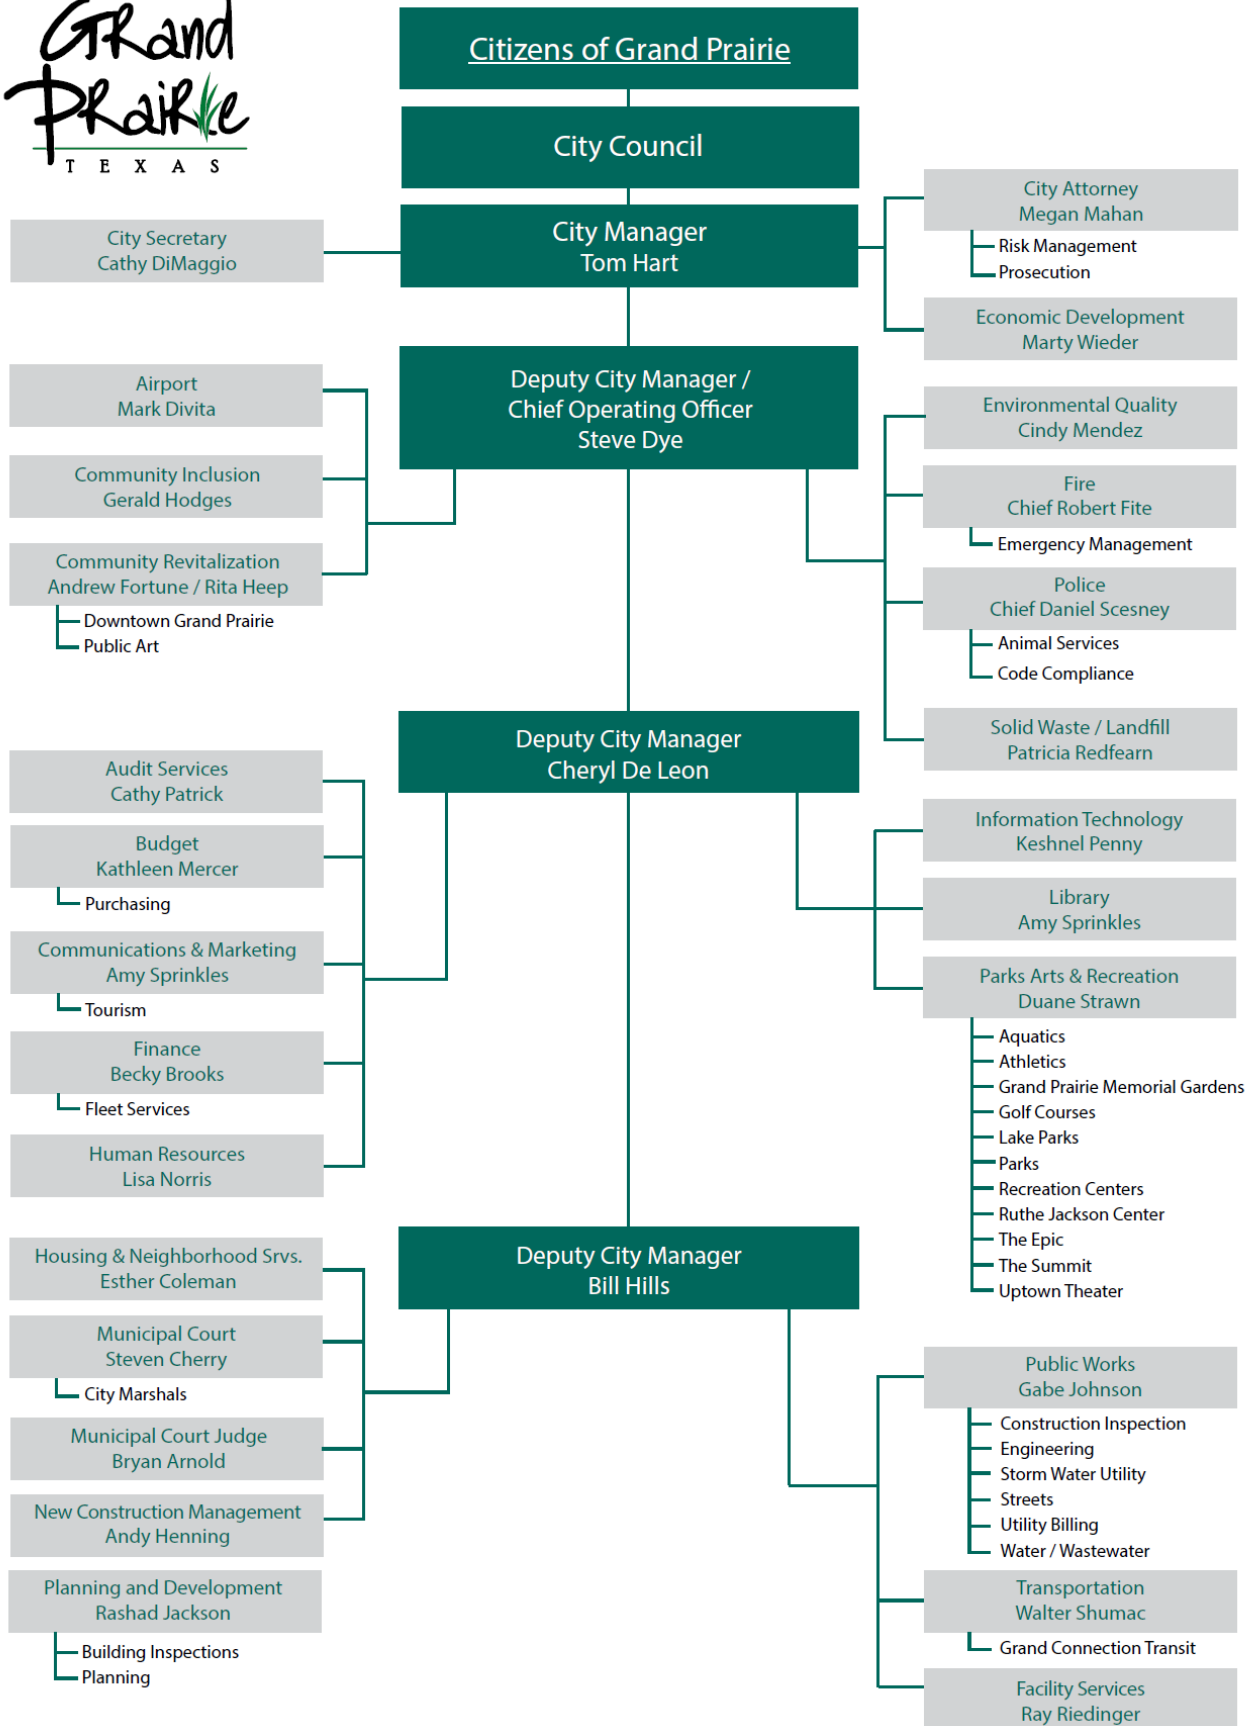 Grand
Prairie
TEXAS
Citizens of Grand Prairie
City Council
City Manager
Tom Hart
City Secretary
Cathy DiMaggio
City Attorney
Megan Mahan
Risk Management
Prosecution
Economic Development
Marty Wieder
Deputy City Manager /
Chief Operating Officer
Steve Dye
Airport
Mark Divita
Community Inclusion
Gerald Hodges
Community Revitalization
Andrew Fortune / Rita Heep
Downtown Grand Prairie
Public Art
Environmental Quality
Cindy Mendez
Fire
Chief Robert Fite
Emergency Management
Police
Chief Daniel Scesney
Animal Services
Code Compliance
Solid Waste / Landfill
Patricia Redfearn
Deputy City Manager
Cheryl De Leon
Audit Services
Cathy Patrick
Budget
Kathleen Mercer
Purchasing
Communications & Marketing
Amy Sprinkles
Tourism
Finance
Becky Brooks
Fleet Services
Human Resources
Lisa Norris
Information Technology
Keshnel Penny
Library
Amy Sprinkles
Parks Arts & Recreation
Duane Strawn
Aquatics
Athletics
Grand Prairie Memorial Gardens
Golf Courses
Lake Parks
Parks
Recreation Centers
Ruthe Jackson Center
The Epic
The Summit
Uptown Theater
Deputy City Manager
Bill Hills
Housing & Neighborhood Srvs.
Esther Coleman
Municipal Court
Steven Cherry
City Marshals
Municipal Court Judge
Bryan Arnold
New Construction Management
Andy Henning
Planning and Development
Rashad Jackson
Building Inspections
Planning
Public Works
Gabe Johnson
Construction Inspection
Engineering
Storm Water Utility
Streets
Utility Billing
Water / Wastewater
Transportation
Walter Shumac
Grand Connection Transit
Facility Services
Ray Riedinger